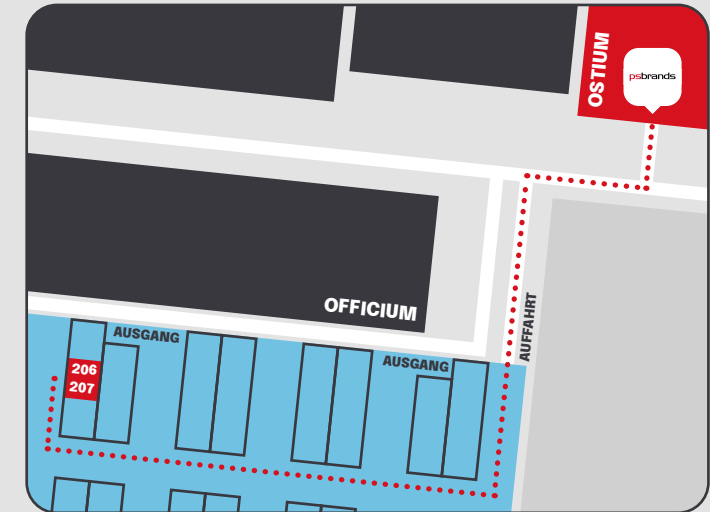 OSTIUM
psbrands
OFFICIUM
AUFFAHRT
AUSGANG
AUSGANG
206
207